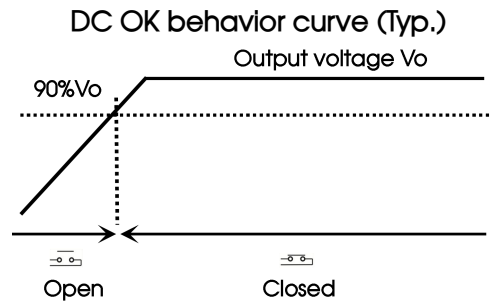 DC OK behavior curve (Typ.)
Output voltage Vo
90%Vo
Open
Closed